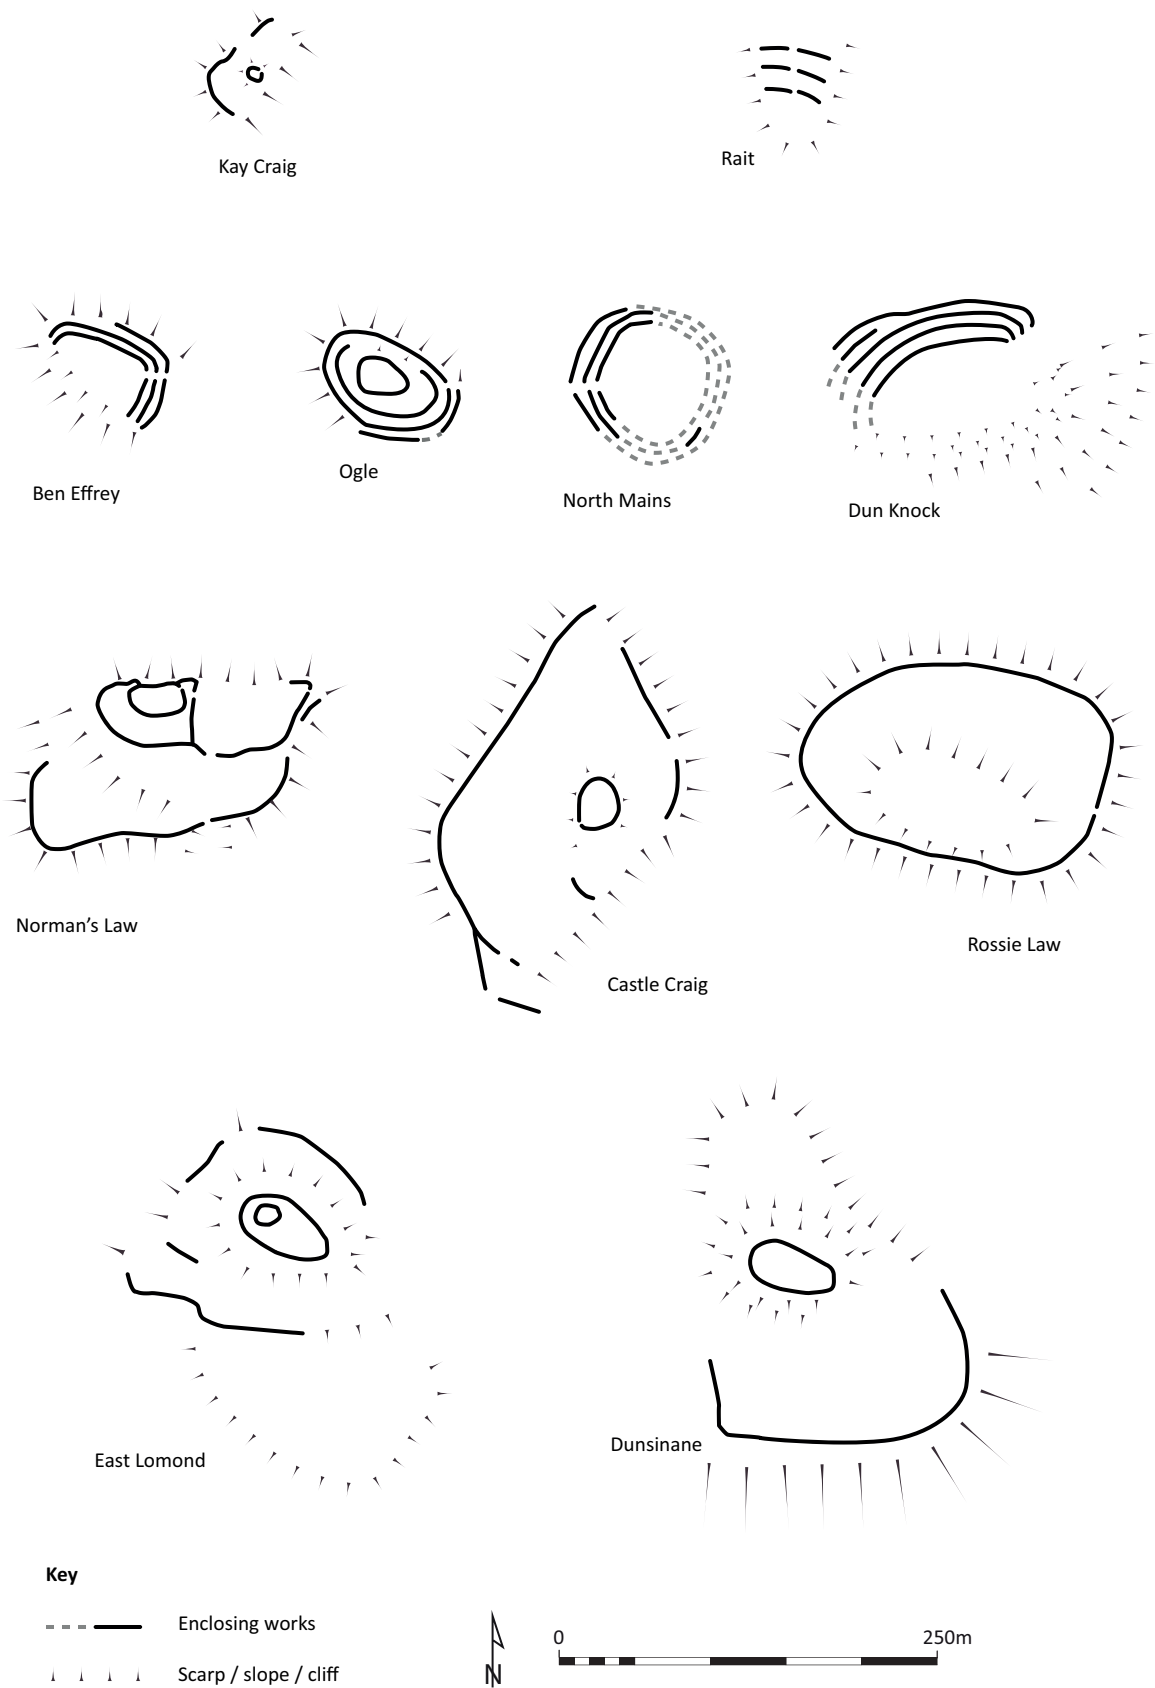 Kay Craig
Rait
Ben Effrey
Ogle
North Mains
Dun Knock
Norman’s Law
Castle Craig
Rossie Law
East Lomond
Dunsinane
Key
Enclosing works
Scarp / slope / cliff
N
0 250m